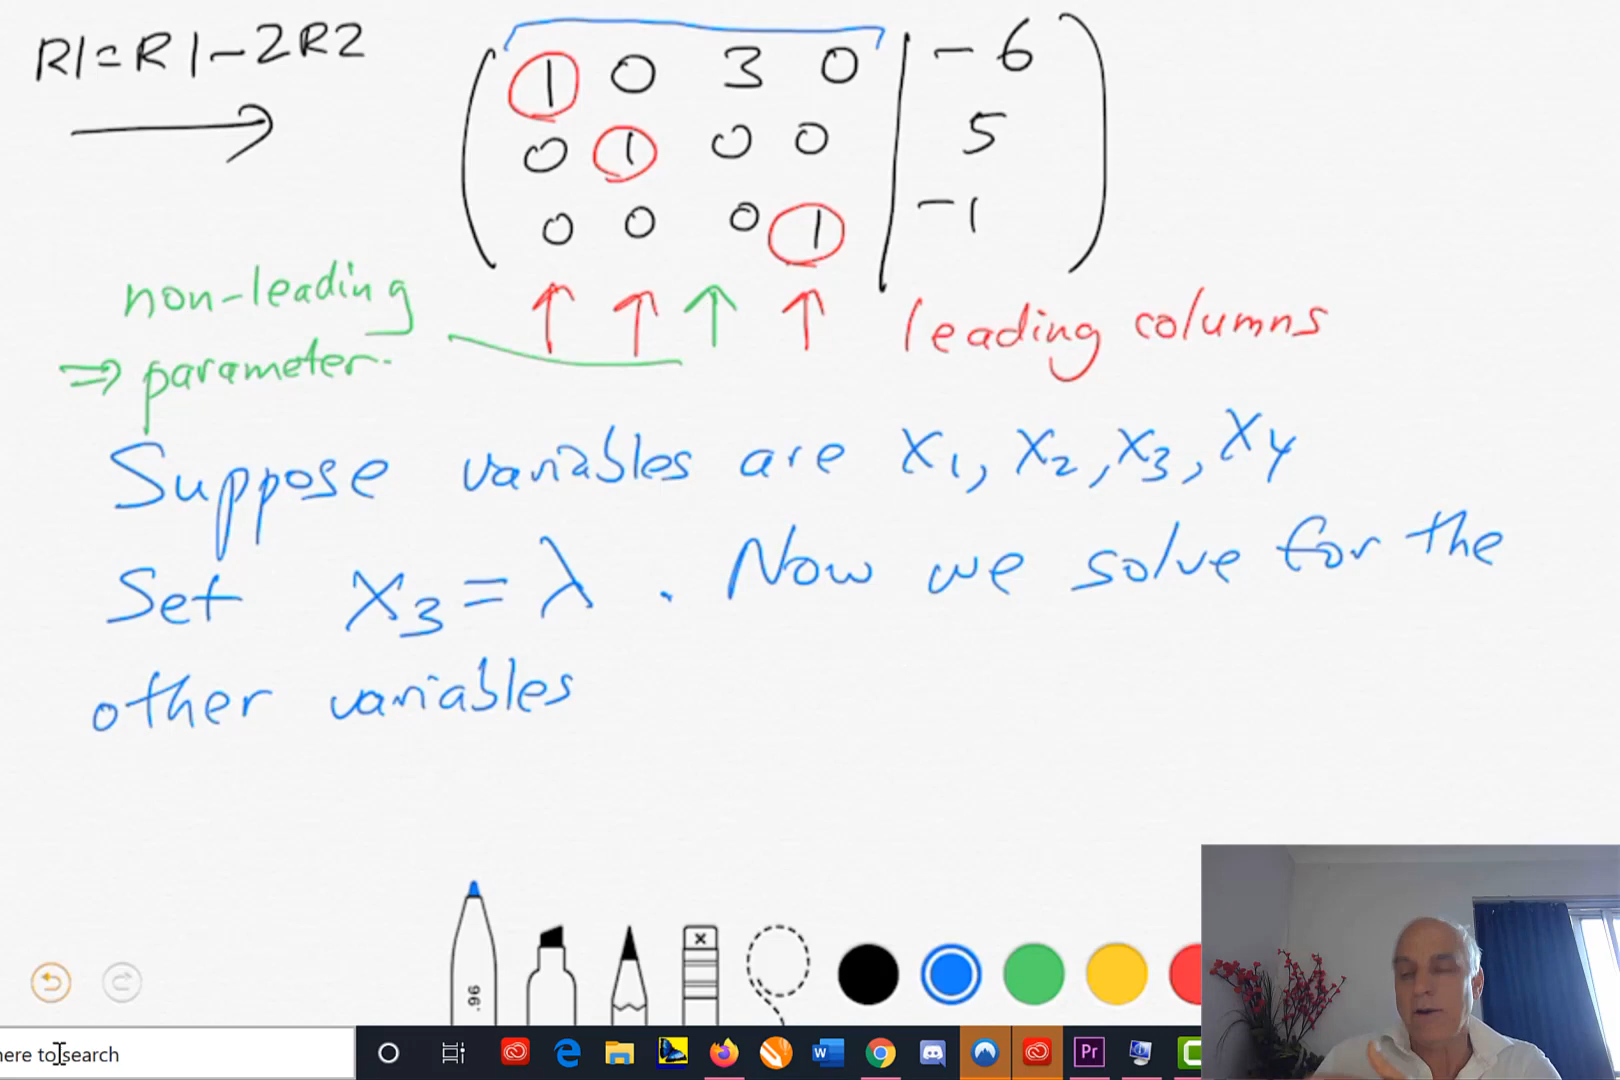 R1=R1-2R2
1 0 3 0 | -6
0 1 0 0 | 5
0 0 0 1 | -1
↑ ↑ ↑ ↑ leading columns
non-leading
⇒ parameter.
Suppose variables are x1, x2, x3, x4
Set x3 = λ. Now we solve for the
other variables
.96
x
here to search
W
Pr